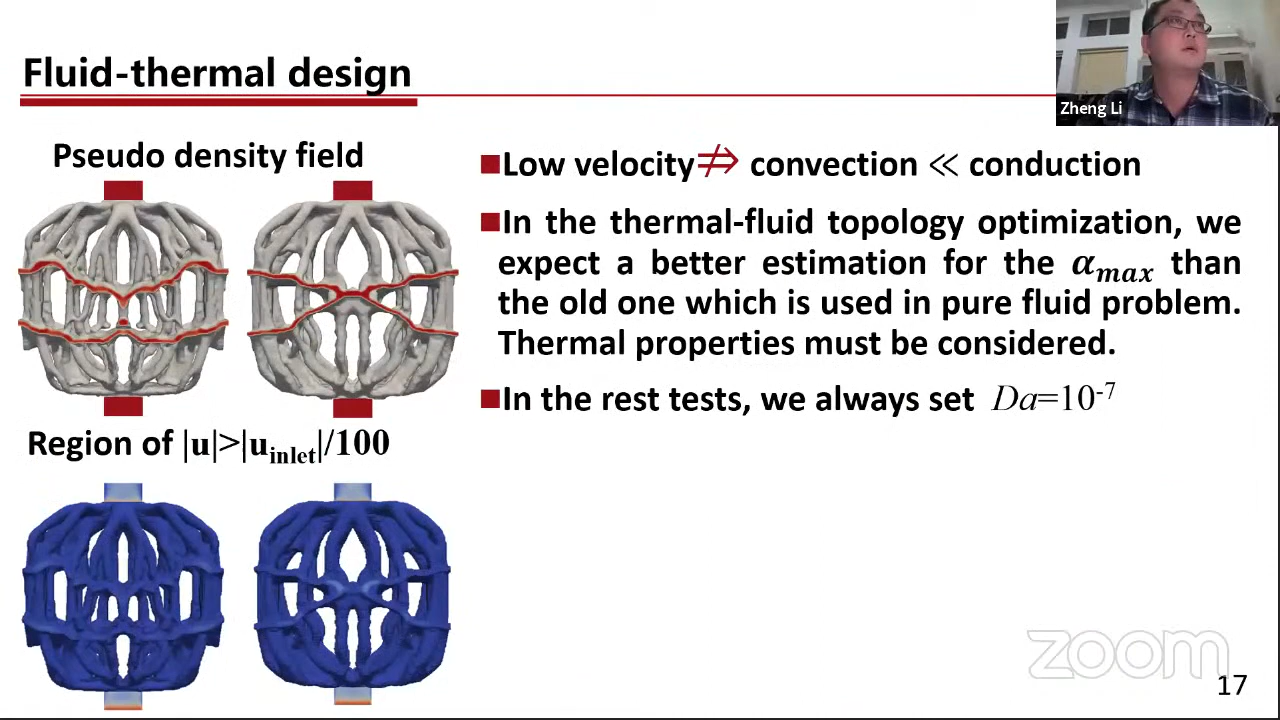 Fluid-thermal design
Zheng Li
Pseudo density field
Region of |u|>|u_inlet|/100
■Low velocity⇏ convection ≪ conduction
■In the thermal-fluid topology optimization, we
expect a better estimation for the α_max than
the old one which is used in pure fluid problem.
Thermal properties must be considered.
■In the rest tests, we always set Da=10⁻⁷
zoom
17